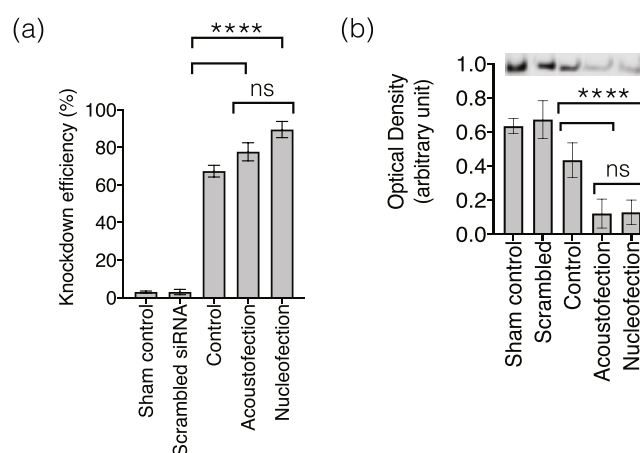 (a)
****
ns
Knockdown efficiency (%)
100
80
60
40
20
0
Sham control
Scrambled siRNA
Control
Acoustofection
Nucleofection
(b)
****
ns
Optical Density
(arbitrary unit)
1.0
0.8
0.6
0.4
0.2
0.0
Sham control
Scrambled
Control
Acoustofection
Nucleofection